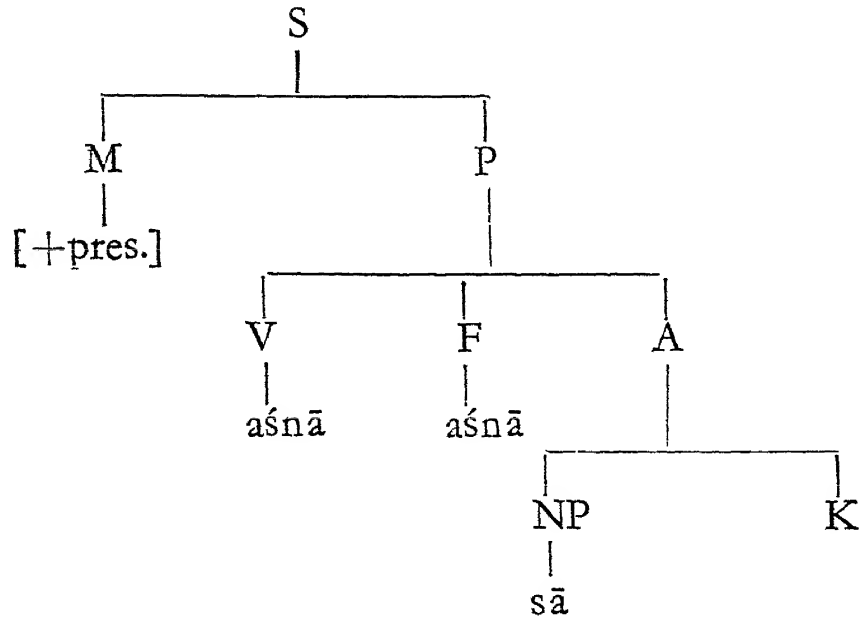 S
M P
[+pres.]
V F A
aśnā aśnā
NP K
sā